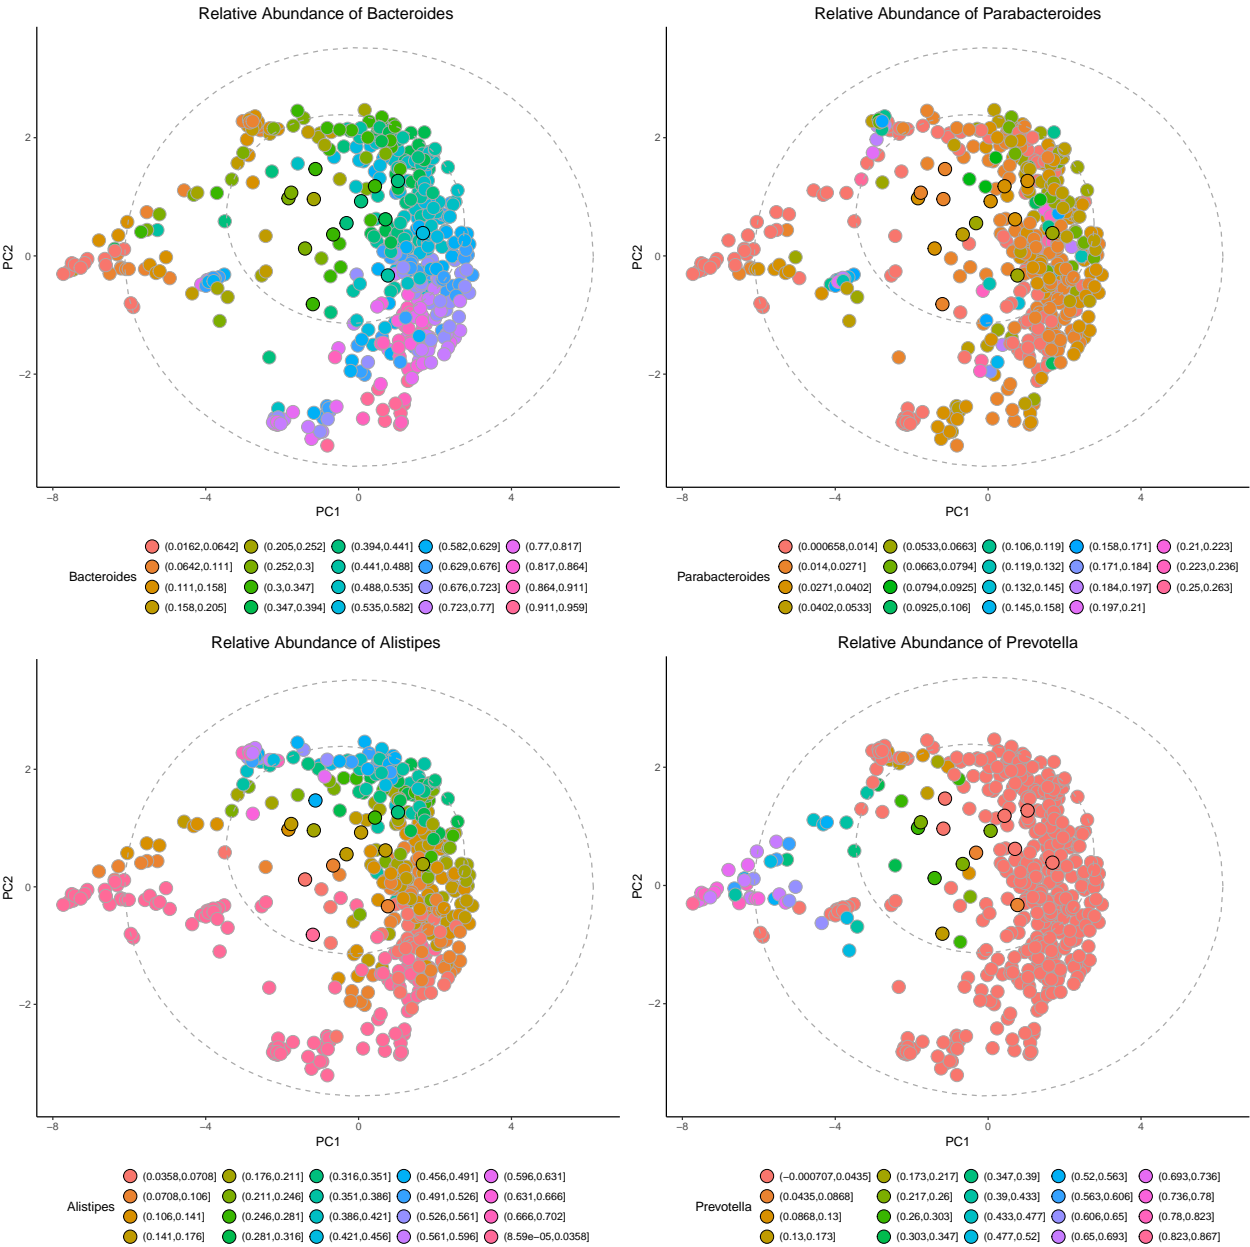 Relative Abundance of Bacteroides
PC2
2
0
−2
−8
−4
0
4
PC1
Bacteroides
(0.0162,0.0642] (0.205,0.252] (0.394,0.441] (0.582,0.629] (0.77,0.817]
(0.0642,0.111] (0.252,0.3] (0.441,0.488] (0.629,0.676] (0.817,0.864]
(0.111,0.158] (0.3,0.347] (0.488,0.535] (0.676,0.723] (0.864,0.911]
(0.158,0.205] (0.347,0.394] (0.535,0.582] (0.723,0.77] (0.911,0.959]
Relative Abundance of Parabacteroides
PC2
2
0
−2
−8
−4
0
4
PC1
Parabacteroides
(0.000658,0.014] (0.0533,0.0663] (0.106,0.119] (0.158,0.171] (0.21,0.223]
(0.014,0.0271] (0.0663,0.0794] (0.119,0.132] (0.171,0.184] (0.223,0.236]
(0.0271,0.0402] (0.0794,0.0925] (0.132,0.145] (0.184,0.197] (0.25,0.263]
(0.0402,0.0533] (0.0925,0.106] (0.145,0.158] (0.197,0.21]
Relative Abundance of Alistipes
PC2
2
0
−2
−8
−4
0
4
PC1
Alistipes
(0.0358,0.0708] (0.176,0.211] (0.316,0.351] (0.456,0.491] (0.596,0.631]
(0.0708,0.106] (0.211,0.246] (0.351,0.386] (0.491,0.526] (0.631,0.666]
(0.106,0.141] (0.246,0.281] (0.386,0.421] (0.526,0.561] (0.666,0.702]
(0.141,0.176] (0.281,0.316] (0.421,0.456] (0.561,0.596] (8.59e−05,0.0358]
Relative Abundance of Prevotella
PC2
2
0
−2
−8
−4
0
4
PC1
Prevotella
(−0.000707,0.0435] (0.173,0.217] (0.347,0.39] (0.52,0.563] (0.693,0.736]
(0.0435,0.0868] (0.217,0.26] (0.39,0.433] (0.563,0.606] (0.736,0.78]
(0.0868,0.13] (0.26,0.303] (0.433,0.477] (0.606,0.65] (0.78,0.823]
(0.13,0.173] (0.303,0.347] (0.477,0.52] (0.65,0.693] (0.823,0.867]